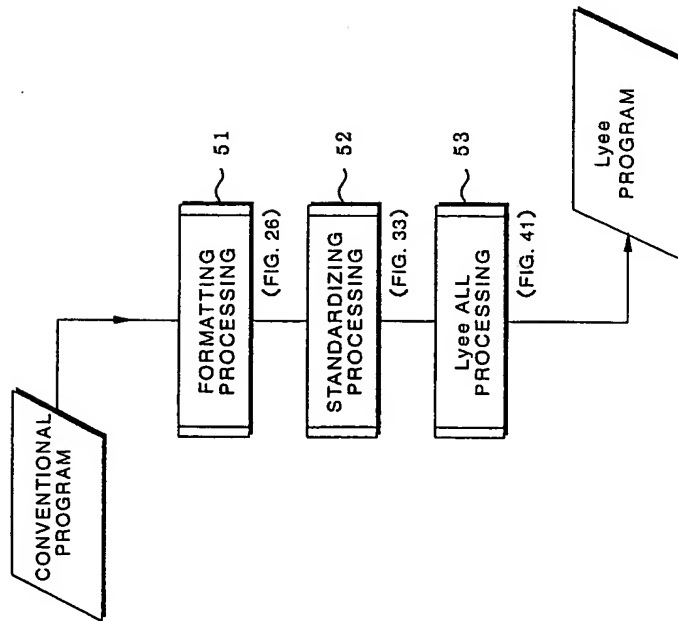 CONVENTIONAL
PROGRAM
FORMATTING
PROCESSING
51
(FIG. 26)
STANDARDIZING
PROCESSING
52
(FIG. 33)
Lyee ALL
PROCESSING
53
(FIG. 41)
Lyee
PROGRAM